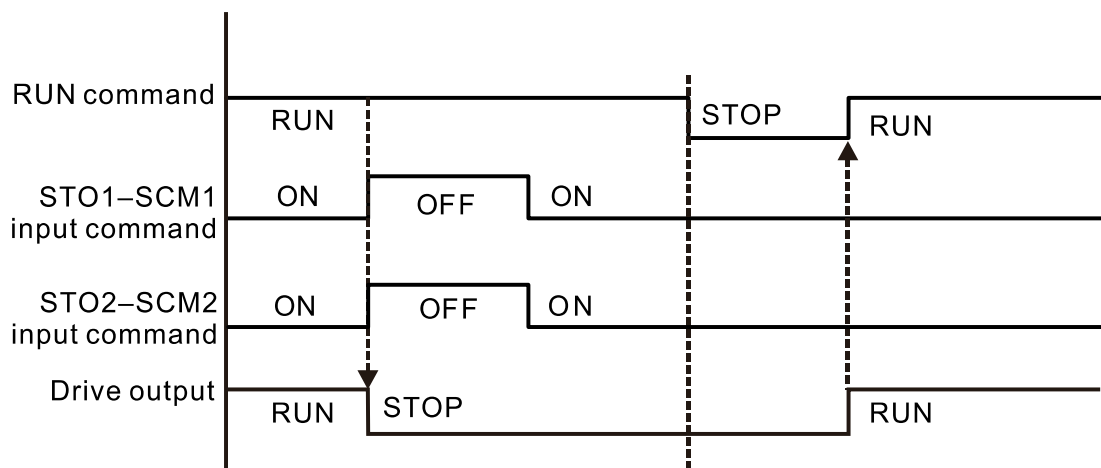 RUN command
RUN
STOP
RUN
STO1–SCM1
input command
ON
OFF
ON
STO2–SCM2
input command
ON
OFF
ON
Drive output
RUN
STOP
RUN